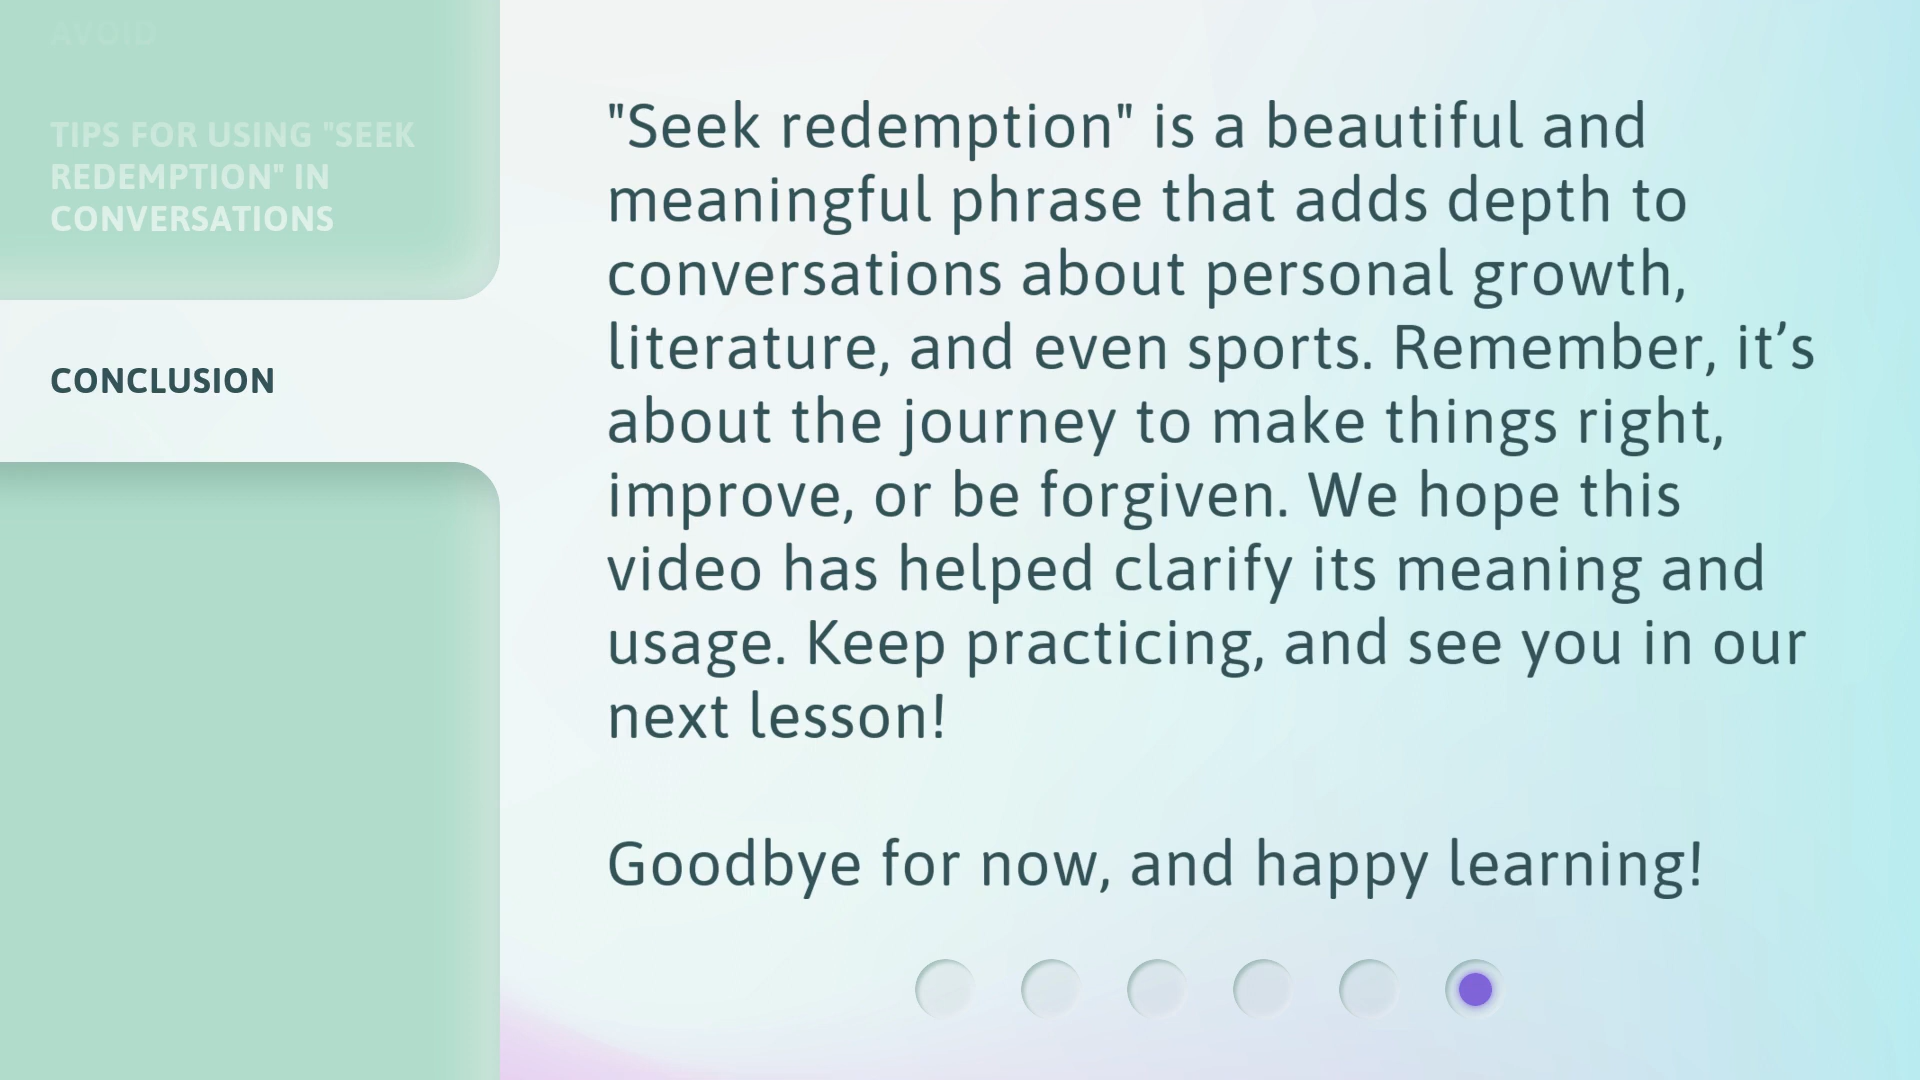 AVOID
TIPS FOR USING "SEEK
REDEMPTION" IN
CONVERSATIONS
CONCLUSION
"Seek redemption" is a beautiful and
meaningful phrase that adds depth to
conversations about personal growth,
literature, and even sports. Remember, it’s
about the journey to make things right,
improve, or be forgiven. We hope this
video has helped clarify its meaning and
usage. Keep practicing, and see you in our
next lesson!
Goodbye for now, and happy learning!